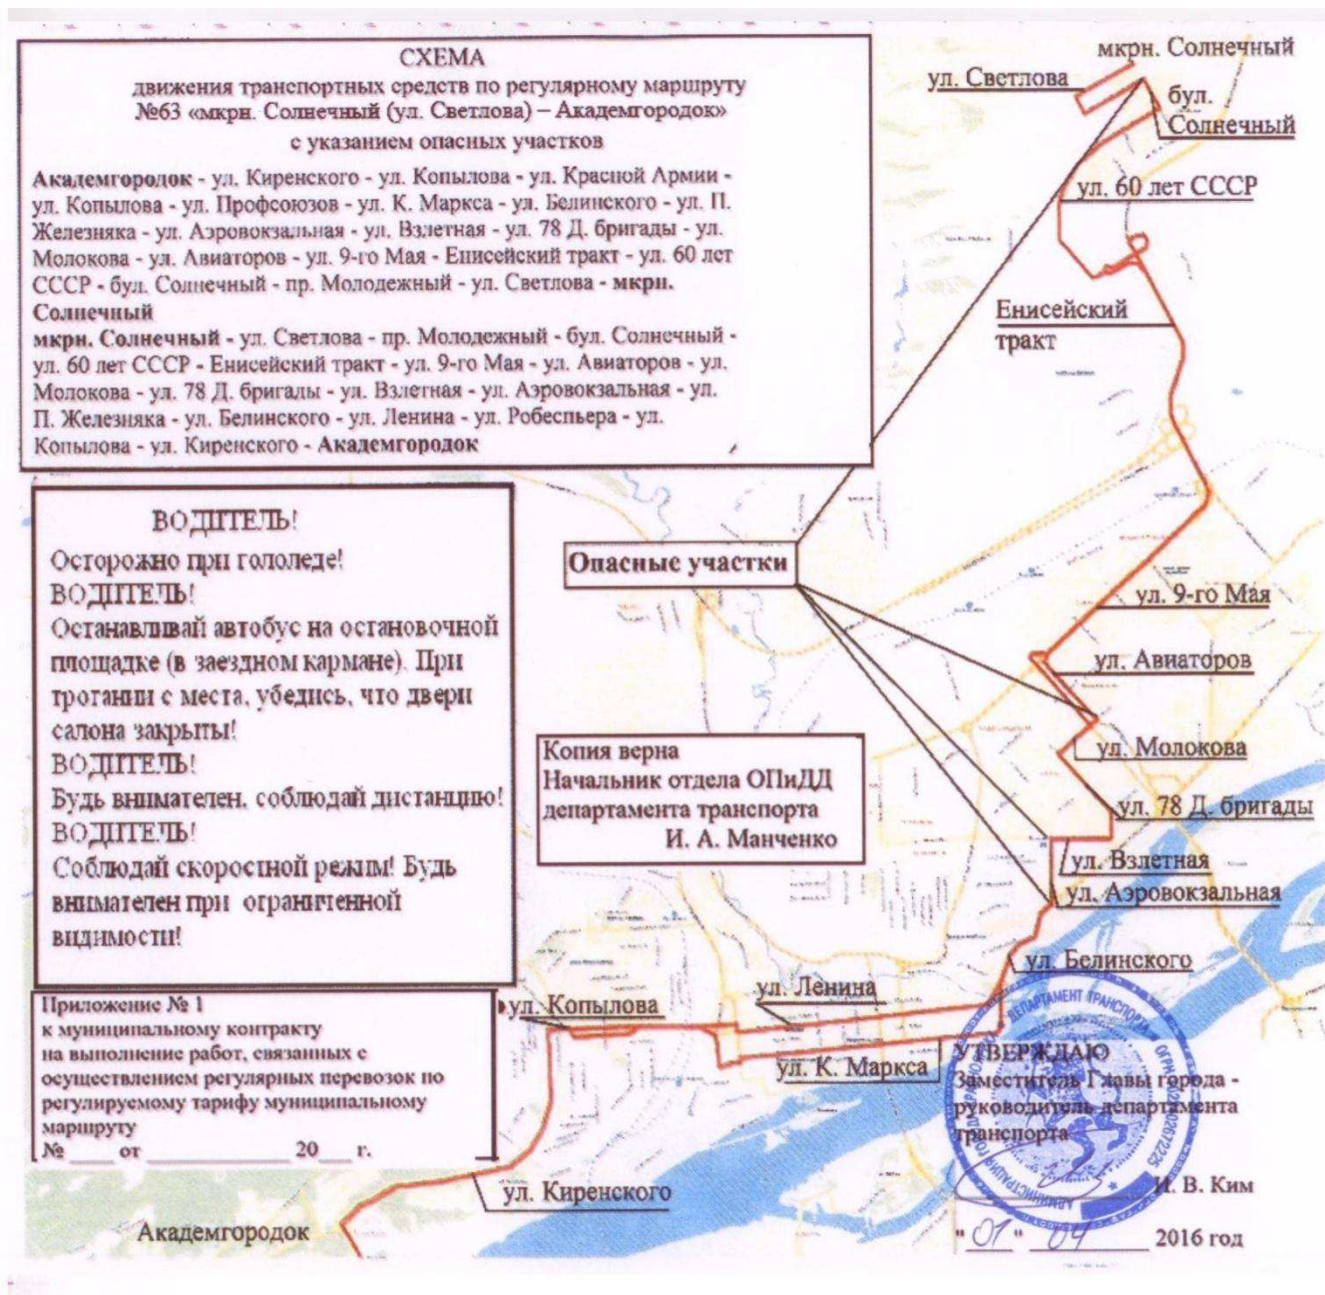 СХЕМА
движения транспортных средств по регулярному маршруту
№63 «мкрн. Солнечный (ул. Светлова) – Академгородок»
с указанием опасных участков
Академгородок - ул. Киренского - ул. Копылова - ул. Красной Армии -
ул. Копылова - ул. Профсоюзов - ул. К. Маркса - ул. Белинского - ул. П.
Железняка - ул. Аэровокзальная - ул. Взлетная - ул. 78 Д. бригады - ул.
Молокова - ул. Авиаторов - ул. 9-го Мая - Енисейский тракт - ул. 60 лет
СССР - бул. Солнечный - пр. Молодежный - ул. Светлова - мкрн.
Солнечный
мкрн. Солнечный - ул. Светлова - пр. Молодежный - бул. Солнечный -
ул. 60 лет СССР - Енисейский тракт - ул. 9-го Мая - ул. Авиаторов - ул.
Молокова - ул. 78 Д. бригады - ул. Взлетная - ул. Аэровокзальная - ул.
П. Железняка - ул. Белинского - ул. Ленина - ул. Робеспьера - ул.
Копылова - ул. Киренского - Академгородок
мкрн. Солнечный
ул. Светлова
бул.
Солнечный
ул. 60 лет СССР
Енисейский
тракт
ВОДИТЕЛЬ!
Осторожно при гололеде!
ВОДИТЕЛЬ!
Останавливай автобус на остановочной
площадке (в заездном кармане). При
трогании с места, убедись, что двери
салона закрыты!
ВОДИТЕЛЬ!
Будь внимателен, соблюдай дистанцию!
ВОДИТЕЛЬ!
Соблюдай скоростной режим! Будь
внимателен при ограниченной
видимости!
Опасные участки
ул. 9-го Мая
ул. Авиаторов
ул. Молокова
Копия верна
Начальник отдела ОПиДД
департамента транспорта
И. А. Манченко
ул. 78 Д. бригады
ул. Взлетная
ул. Аэровокзальная
ул. Белинского
ул. Ленина
ул. Копылова
ул. К. Маркса
Приложение № 1
к муниципальному контракту
на выполнение работ, связанных с
осуществлением регулярных перевозок по
регулируемому тарифу муниципальному
маршруту
№ ____ от __________ 20___ г.
УТВЕРЖДАЮ
Заместитель Главы города -
руководитель департамента
транспорта
И. В. Ким
"01" 04 2016 год
ДЕПАРТАМЕНТ ТРАНСПОРТА
ул. Киренского
Академгородок